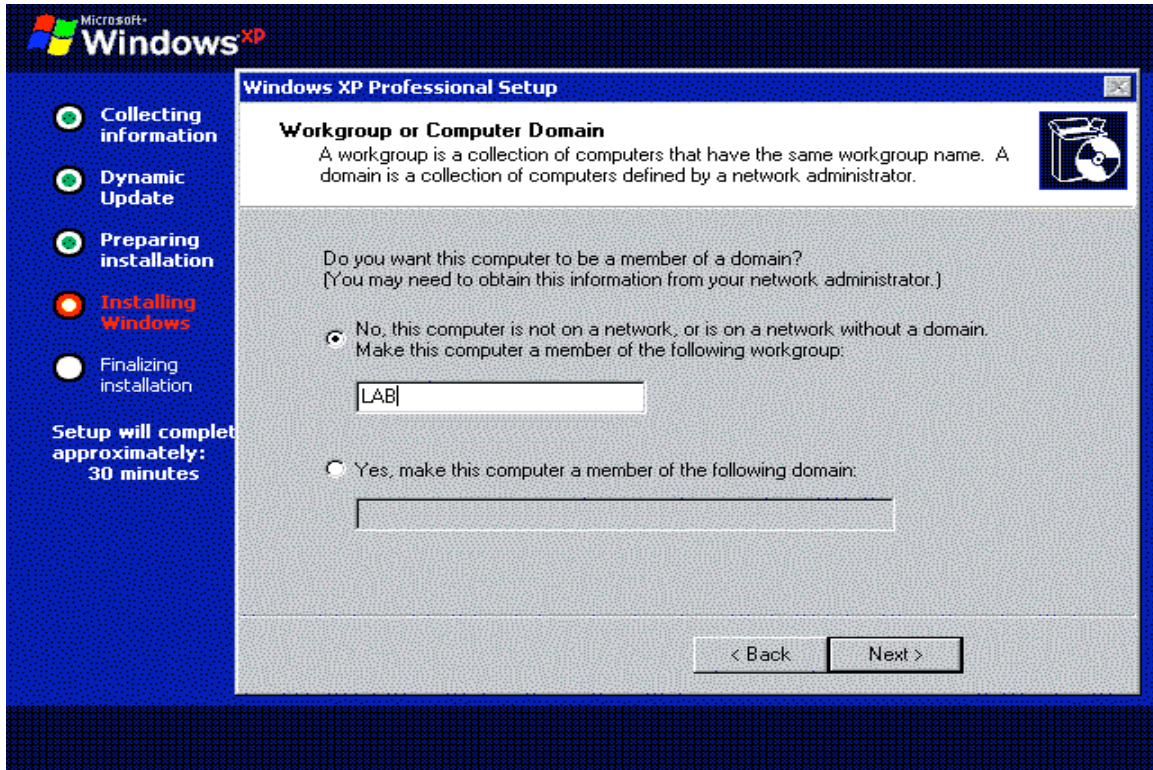 Microsoft
Windows xp
Windows XP Professional Setup
Collecting
information
Dynamic
Update
Preparing
installation
Installing
Windows
Finalizing
installation
Setup will complet
approximately:
30 minutes
Workgroup or Computer Domain
A workgroup is a collection of computers that have the same workgroup name. A
domain is a collection of computers defined by a network administrator.
Do you want this computer to be a member of a domain?
(You may need to obtain this information from your network administrator.)
No, this computer is not on a network, or is on a network without a domain.
Make this computer a member of the following workgroup:
LAB
Yes, make this computer a member of the following domain:
< Back
Next >